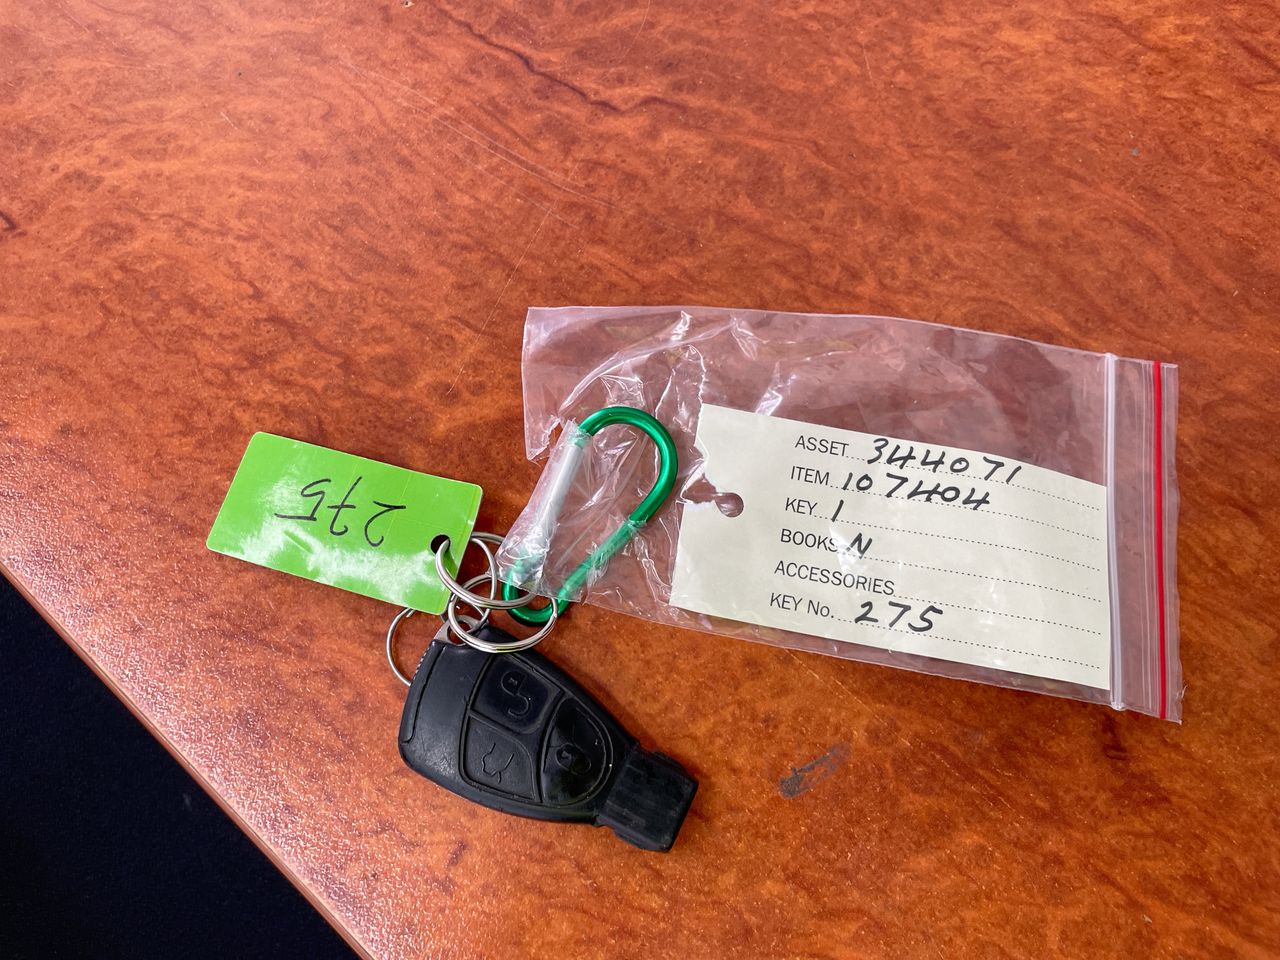 275
ASSET 344071
ITEM 107404
KEY 1
BOOKS N
ACCESSORIES
KEY No. 275